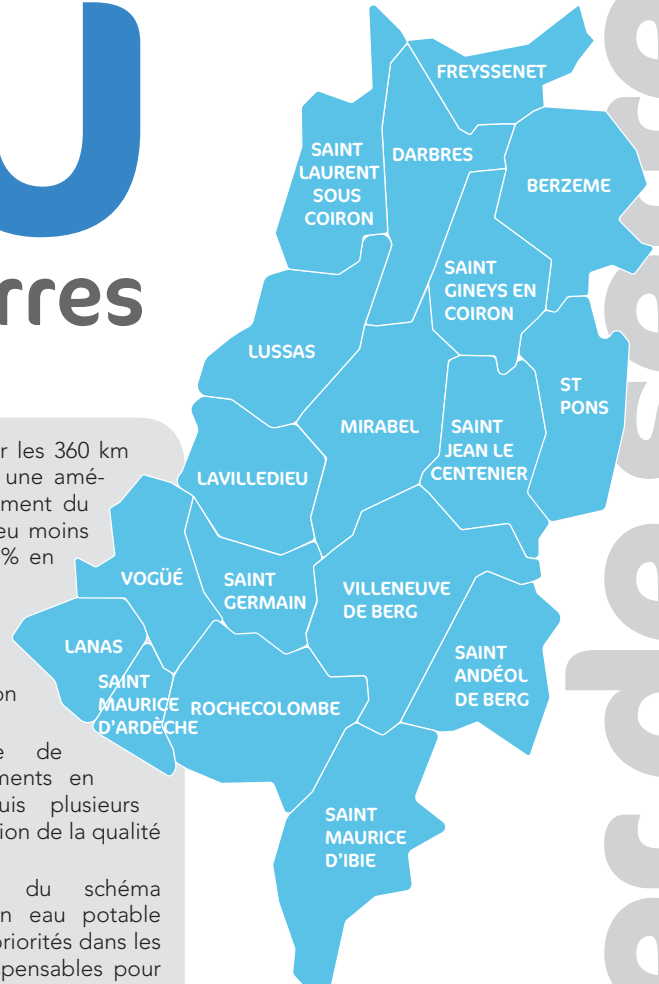 U
rres
FREYSSENET
SAINT
LAURENT
SOUS
COIRON
DARBRES
BERZEME
SAINT
GINEYS EN
COIRON
LUSSAS
ST
PONS
MIRABEL
SAINT
JEAN LE
CENTENIER
LAVILLEDIEU
VOGÜÉ
SAINT
GERMAIN
VILLENEUVE
DE BERG
LANAS
SAINT
MAURICE
D'ARDÈCHE
ROCHECOLOMBE
SAINT
ANDÉOL
DE BERG
SAINT
MAURICE
D'IBIE
r les 360 km
une amé-
ment du
eu moins
% en
on
e de
ments en
uis plusieurs
ion de la qualité
du schéma
n eau potable
priorités dans les
spensables pour